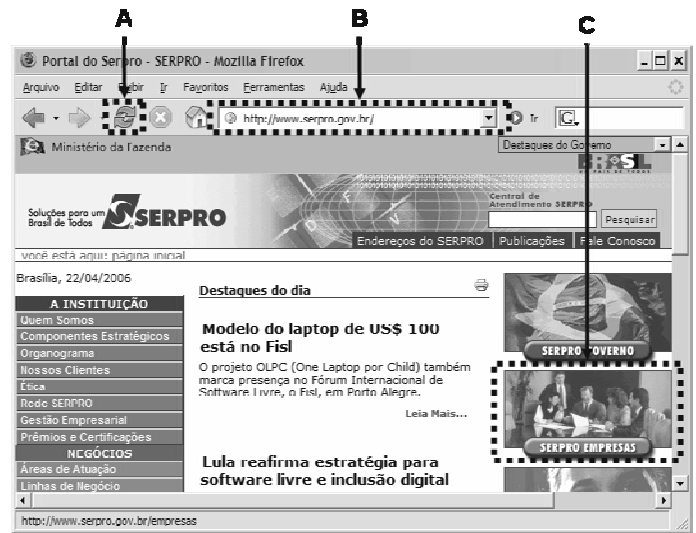 A B C
Portal do Serpro - SERPRO - Mozilla Firefox
Arquivo Editar Exibir Ir Favoritos Ferramentas Ajuda
http://www.serpro.gov.br/ Ir
Ministério da Fazenda Destaques do Governo
BRASIL
UM PAÍS DE TODOS
Soluções para um
Brasil de Todos
SERPRO
Central de
Atendimento SERPRO
Pesquisar
Endereços do SERPRO Publicações Fale Conosco
você está aqui: página inicial
Brasília, 22/04/2006
A INSTITUIÇÃO
Quem Somos
Componentes Estratégicos
Organograma
Nossos Clientes
Ética
Rede SERPRO
Gestão Empresarial
Prêmios e Certificações
NEGÓCIOS
Áreas de Atuação
Linhas de Negócio
Destaques do dia
Modelo do laptop de US$ 100
está no Fisl
O projeto OLPC (One Laptop por Child) também
marca presença no Fórum Internacional de
Software Livre, o Fisl, em Porto Alegre.
Leia Mais...
Lula reafirma estratégia para
software livre e inclusão digital
SERPRO GOVERNO
SERPRO EMPRESAS
http://www.serpro.gov.br/empresas